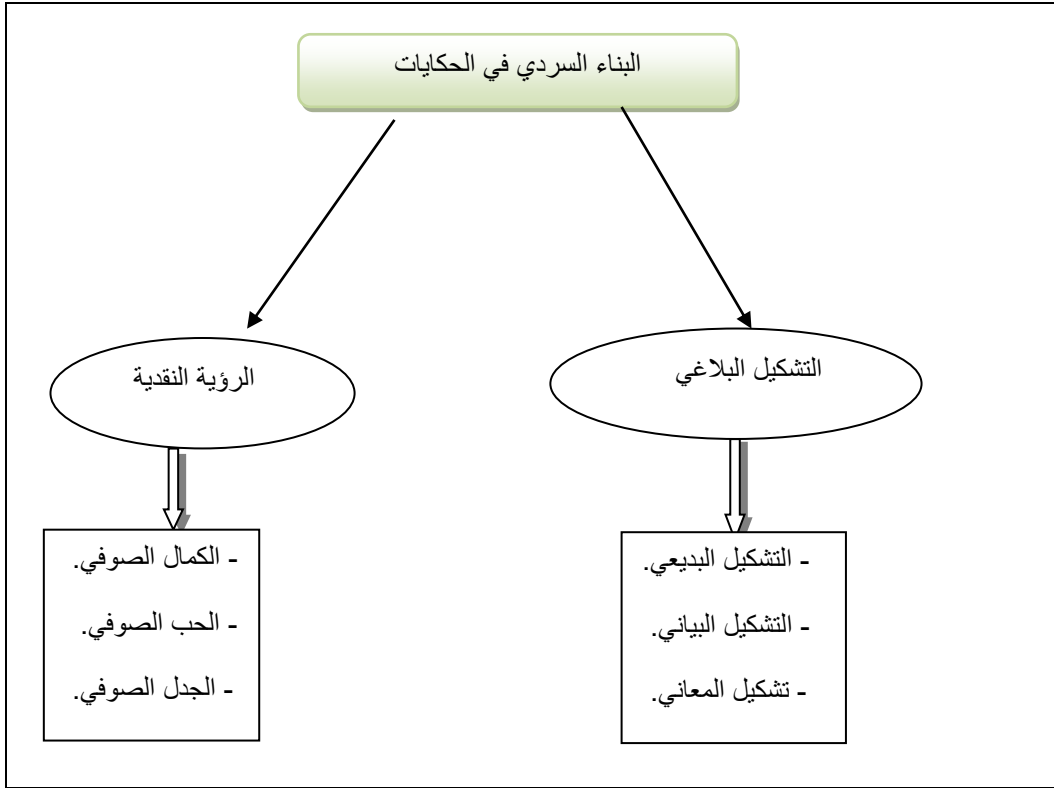 البناء السردي في الحكايات
التشكيل البلاغي
الرؤية النقدية
- التشكيل البديعي.
- التشكيل البياني.
- تشكيل المعاني.
- الكمال الصوفي.
- الحب الصوفي.
- الجدل الصوفي.